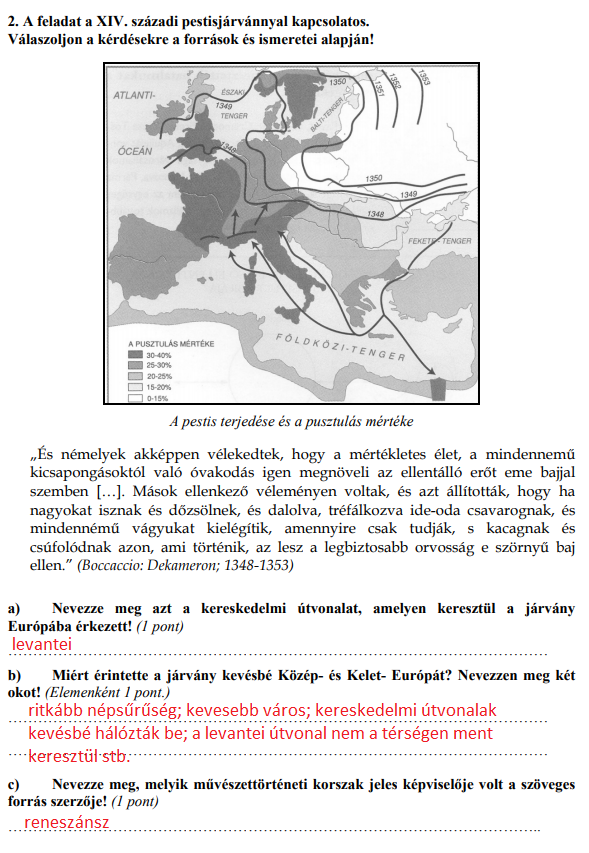 2. A feladat a XIV. századi pestisjárvánnyal kapcsolatos.
Válaszoljon a kérdésekre a források és ismeretei alapján!
ATLANTI-
ÓCEÁN
ÉSZAKI
TENGER
BALTI-TENGER
1349
1348
1351
1352
1353
1350
1349
1348
FEKETE-TENGER
FÖLDKÖZI-TENGER
A PUSZTULÁS MÉRTÉKE
30-40%
25-30%
20-25%
15-20%
0-15%
A pestis terjedése és a pusztulás mértéke
„És némelyek akképpen vélekedtek, hogy a mértékletes élet, a mindennemű
kicsapongásoktól való óvakodás igen megnöveli az ellentálló erőt eme bajjal
szemben […]. Mások ellenkező véleményen voltak, és azt állították, hogy ha
nagyokat isznak és dőzsölnek, és dalolva, tréfálkozva ide-oda csavarognak, és
mindennémű vágyukat kielégítik, amennyire csak tudják, s kacagnak és
csúfolódnak azon, ami történik, az lesz a legbiztosabb orvosság e szörnyű baj
ellen.” (Boccaccio: Dekameron; 1348-1353)
a) Nevezze meg azt a kereskedelmi útvonalat, amelyen keresztül a járvány
Európába érkezett! (1 pont)
levantei
b) Miért érintette a járvány kevésbé Közép- és Kelet- Európát? Nevezzen meg két
okot! (Elemenként 1 pont.)
ritkább népsűrűség; kevesebb város; kereskedelmi útvonalak
kevésbé hálózták be; a levantei útvonal nem a térségen ment
keresztül stb.
c) Nevezze meg, melyik művészettörténeti korszak jeles képviselője volt a szöveges
forrás szerzője! (1 pont)
reneszánsz